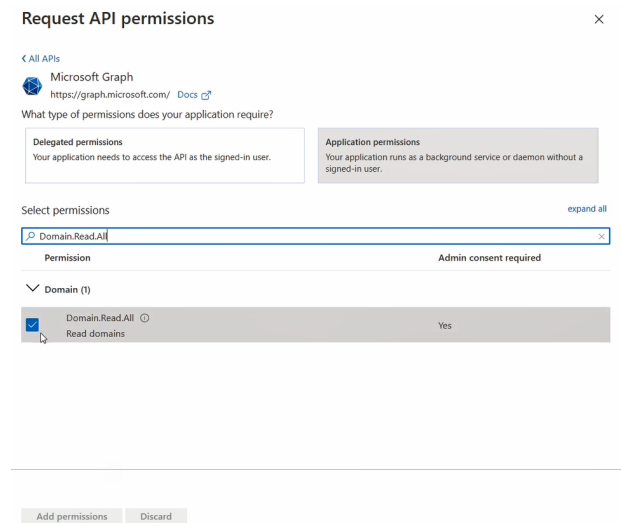 Request API permissions
All APIs
Microsoft Graph
https://graph.microsoft.com/ Docs
What type of permissions does your application require?
Delegated permissions
Your application needs to access the API as the signed-in user.
Application permissions
Your application runs as a background service or daemon without a
signed-in user.
Select permissions
expand all
Domain.Read.All
Permission
Admin consent required
Domain (1)
Domain.Read.All
Read domains
Yes
Add permissions
Discard